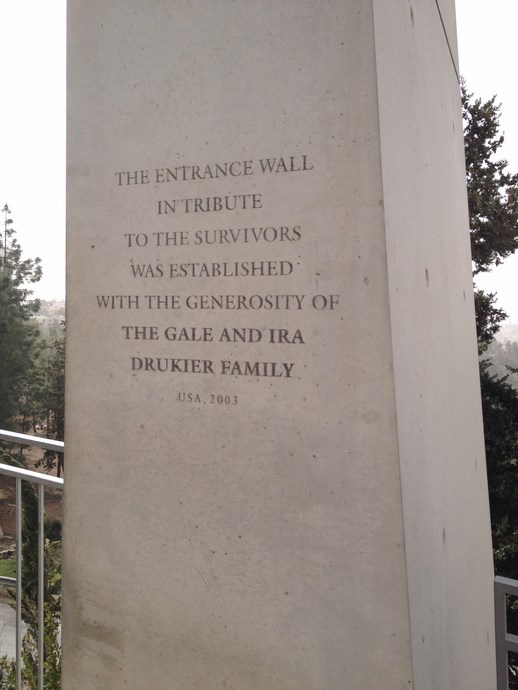 THE ENTRANCE WALL
IN TRIBUTE
TO THE SURVIVORS
WAS ESTABLISHED
WITH THE GENEROSITY OF
THE GALE AND IRA
DRUKIER FAMILY
USA, 2003